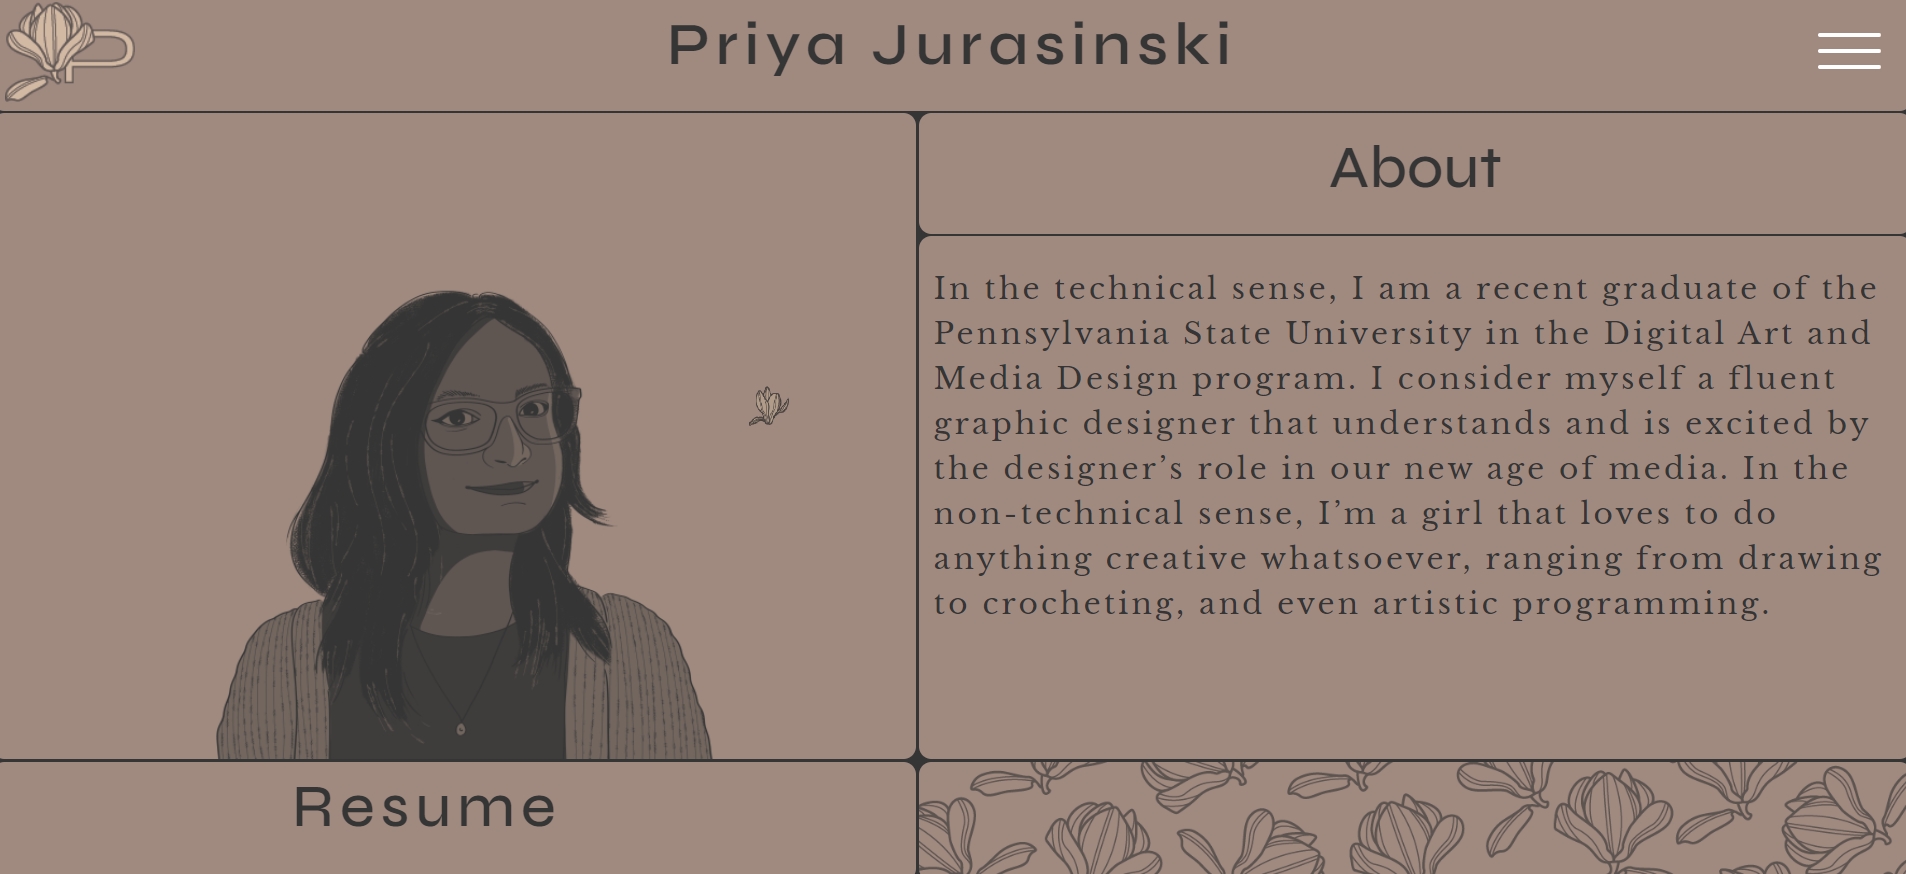 Priya Jurasinski
About
In the technical sense, I am a recent graduate of the
Pennsylvania State University in the Digital Art and
Media Design program. I consider myself a fluent
graphic designer that understands and is excited by
the designer’s role in our new age of media. In the
non-technical sense, I’m a girl that loves to do
anything creative whatsoever, ranging from drawing
to crocheting, and even artistic programming.
Resume